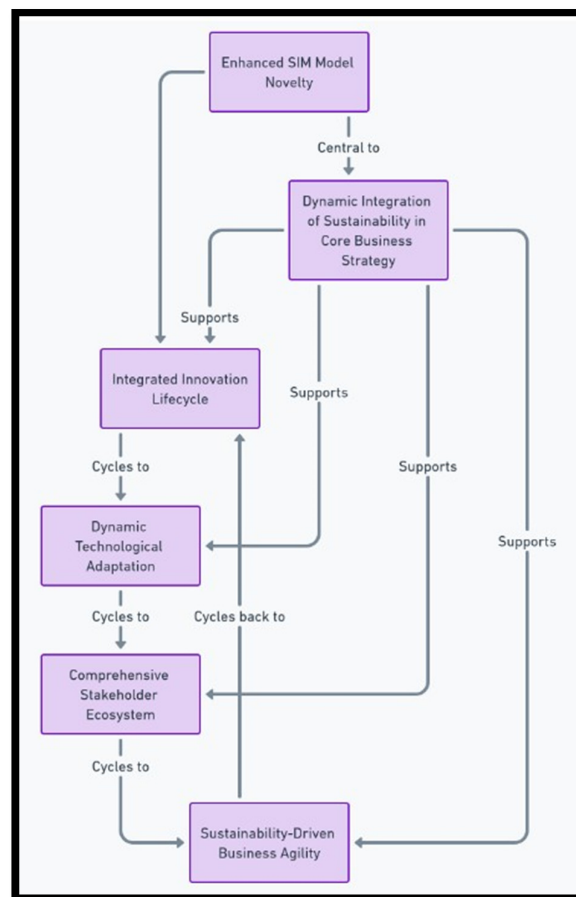 Enhanced SIM Model
Novelty
Central to
Dynamic Integration
of Sustainability in
Core Business
Strategy
Supports
Integrated Innovation
Lifecycle
Supports
Cycles to
Supports
Dynamic
Technological
Adaptation
Supports
Cycles to
Cycles back to
Comprehensive
Stakeholder
Ecosystem
Cycles to
Sustainability-Driven
Business Agility